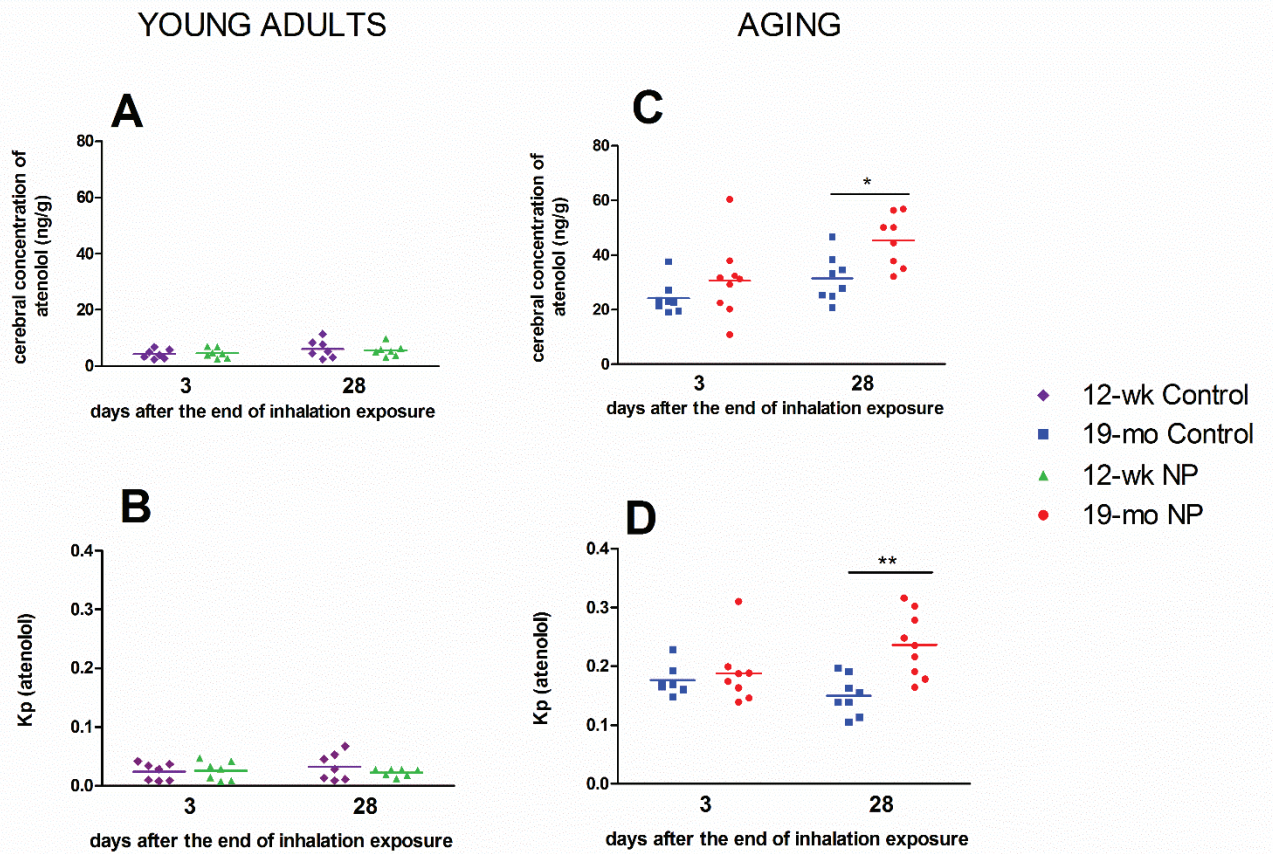 YOUNG ADULTS
AGING
A
cerebral concentration of
atenolol (ng/g)
80
60
40
20
0
3
28
days after the end of inhalation exposure
C
cerebral concentration of
atenolol (ng/g)
80
60
40
20
0
*
3
28
days after the end of inhalation exposure
12-wk Control
19-mo Control
12-wk NP
19-mo NP
B
Kp (atenolol)
0.4
0.3
0.2
0.1
0.0
3
28
days after the end of inhalation exposure
D
Kp (atenolol)
0.4
0.3
0.2
0.1
0.0
**
3
28
days after the end of inhalation exposure